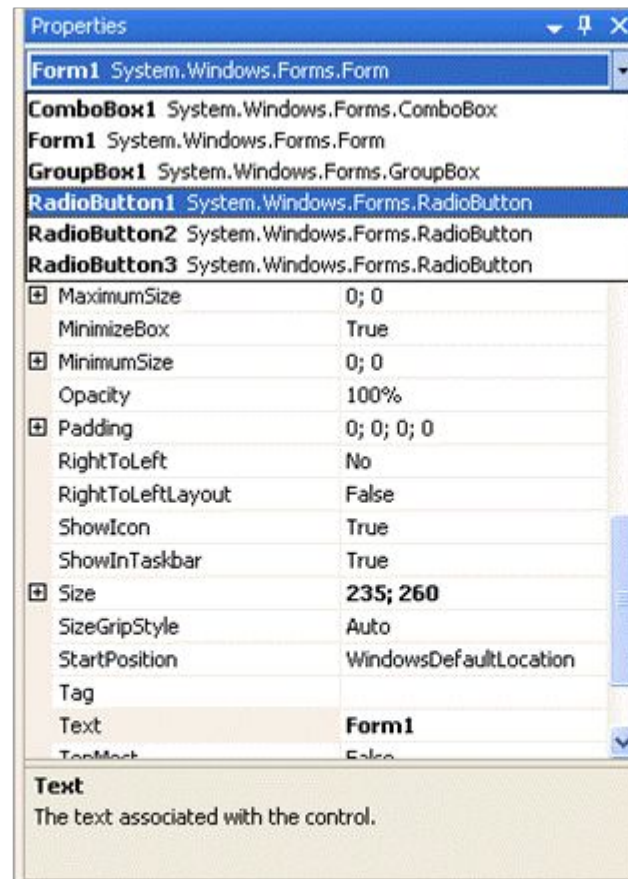 Properties
Form1 System.Windows.Forms.Form
ComboBox1 System.Windows.Forms.ComboBox
Form1 System.Windows.Forms.Form
GroupBox1 System.Windows.Forms.GroupBox
RadioButton1 System.Windows.Forms.RadioButton
RadioButton2 System.Windows.Forms.RadioButton
RadioButton3 System.Windows.Forms.RadioButton
MaximumSize 0; 0
MinimizeBox True
MinimumSize 0; 0
Opacity 100%
Padding 0; 0; 0; 0
RightToLeft No
RightToLeftLayout False
ShowIcon True
ShowInTaskbar True
Size 235; 260
SizeGripStyle Auto
StartPosition WindowsDefaultLocation
Tag
Text Form1
TopMost False
Text
The text associated with the control.